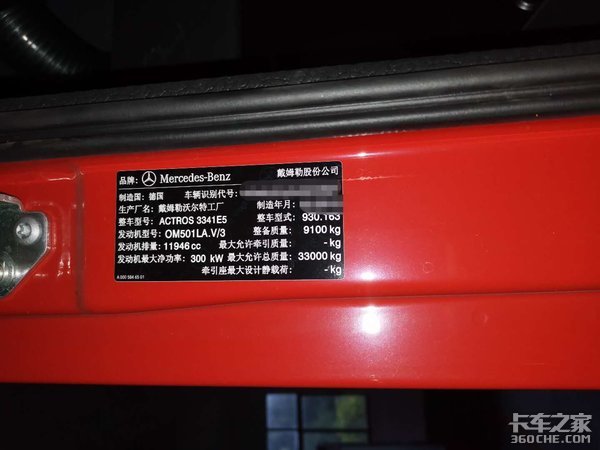 品牌: Mercedes-Benz 戴姆勒股份公司
制造国: 德国 车辆识别代号:
生产厂名: 戴姆勒沃尔特工厂 制造年月:
整车型号: ACTROS 3341E5 整车型式: 930.163
发动机型号: OM501LA.V/3 整备质量: 9100 kg
发动机排量: 11946 cc 最大允许牵引质量: - kg
发动机最大净功率: 300 kW 最大允许总质量: 33000 kg
牵引座最大设计静载荷: - kg
A 000 584 65 01
卡车之家
360CHE.COM